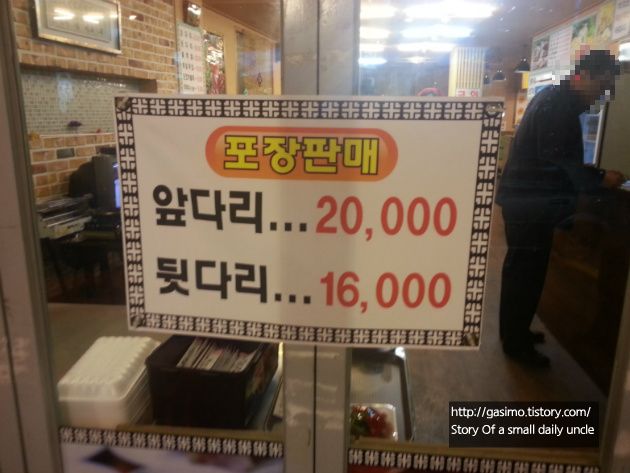 포장판매
앞다리...20,000
뒷다리...16,000
http://gasimo.tistory.com/
Story Of a small daily uncle